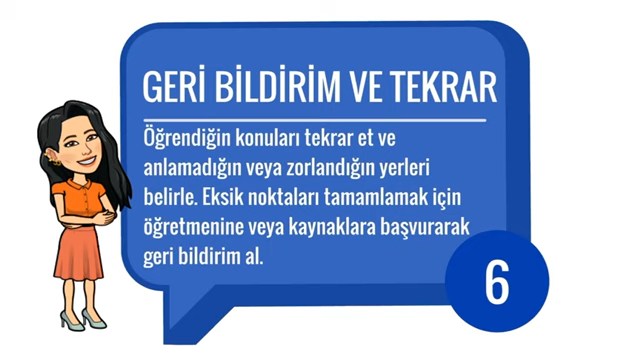 GERİ BİLDİRİM VE TEKRAR
Öğrendiğin konuları tekrar et ve
anlamadığın veya zorlandığın yerleri
belirle. Eksik noktaları tamamlamak için
öğretmenine veya kaynaklara başvurarak
geri bildirim al.
6